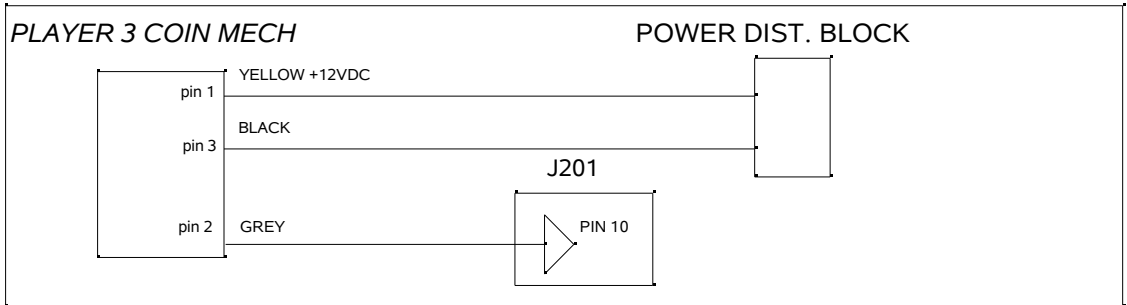 PLAYER 3 COIN MECH
POWER DIST. BLOCK
YELLOW +12VDC
pin 1
BLACK
pin 3
J201
pin 2
GREY
PIN 10